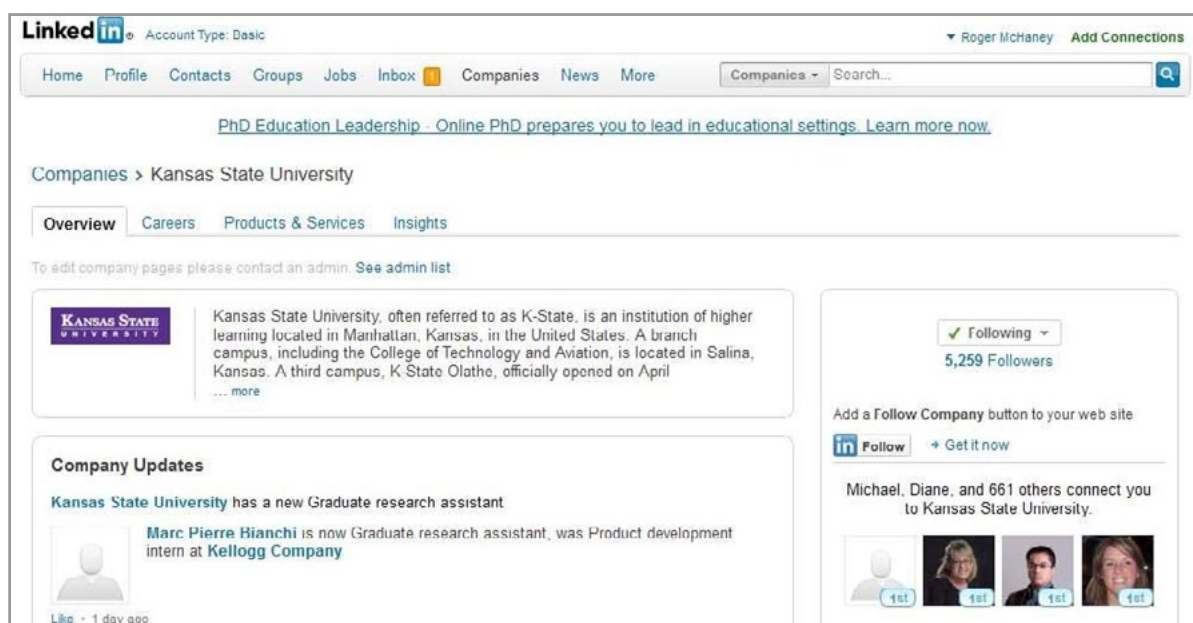 Linked in® Account Type: Basic
Roger McHaney Add Connections
Home Profile Contacts Groups Jobs Inbox 1 Companies News More Companies Search...
PhD Education Leadership - Online PhD prepares you to lead in educational settings. Learn more now.
Companies > Kansas State University
Overview Careers Products & Services Insights
To edit company pages please contact an admin. See admin list
KANSAS STATE
UNIVERSITY
Kansas State University, often referred to as K-State, is an institution of higher
learning located in Manhattan, Kansas, in the United States. A branch
campus, including the College of Technology and Aviation, is located in Salina,
Kansas. A third campus, K-State Olathe, officially opened on April
... more
Company Updates
Kansas State University has a new Graduate research assistant
Marc Pierre Bianchi is now Graduate research assistant, was Product development
intern at Kellogg Company
Like · 1 day ago
Following
5,259 Followers
Add a Follow Company button to your web site
in Follow Get it now
Michael, Diane, and 661 others connect you
to Kansas State University.
1st 1st 1st 1st